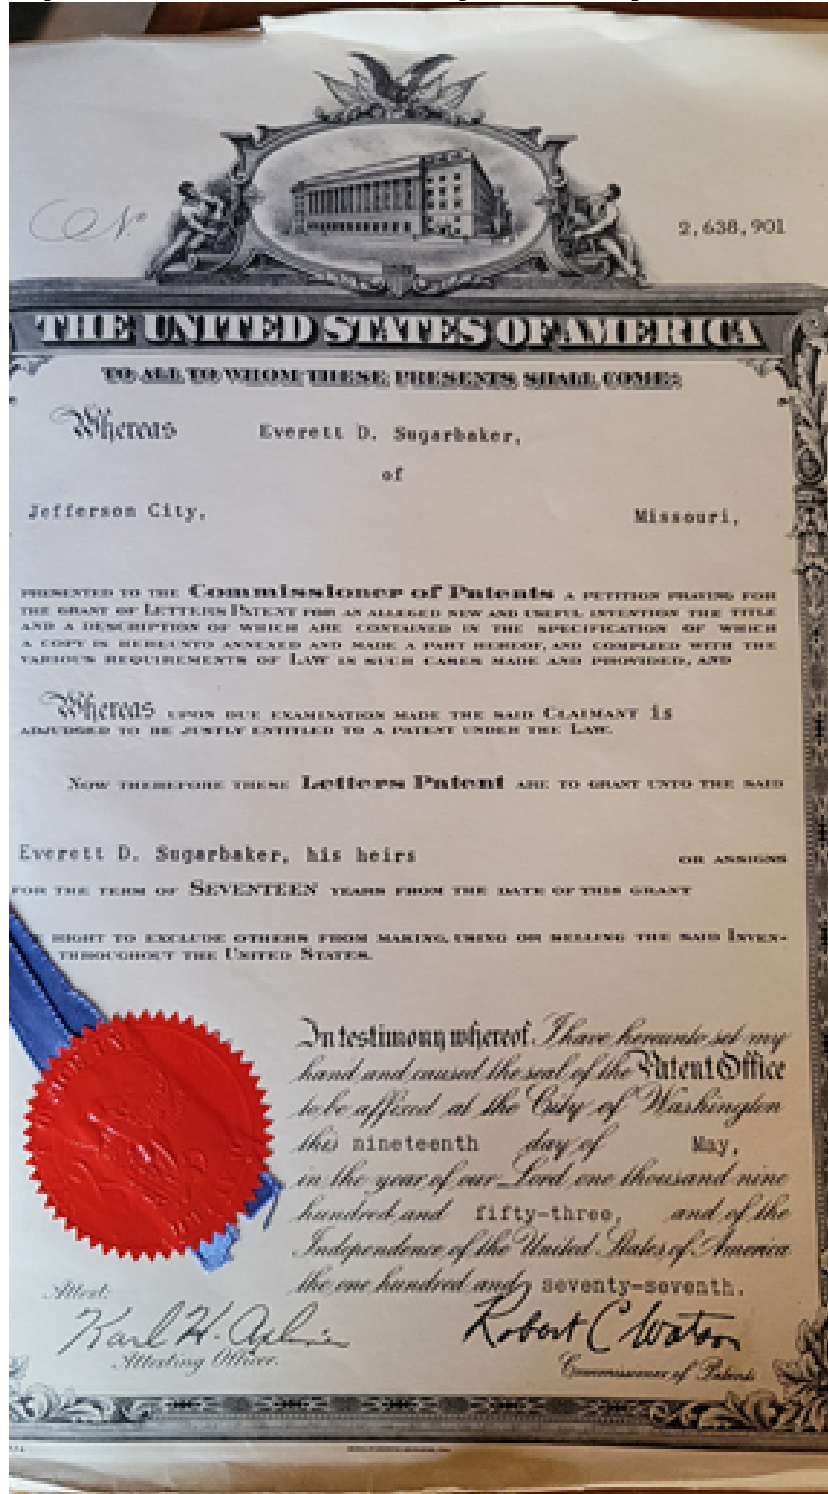 No
2,638,901
THE UNITED STATES OF AMERICA
TO ALL TO WHOM THESE PRESENTS SHALL COME:
Whereas Everett D. Sugarbaker,
of
Jefferson City, Missouri,
PRESENTED TO THE Commissioner of Patents A PETITION PRAYING FOR
THE GRANT OF LETTERS PATENT FOR AN ALLEGED NEW AND USEFUL INVENTION THE TITLE
AND A DESCRIPTION OF WHICH ARE CONTAINED IN THE SPECIFICATION OF WHICH
A COPY IS HEREUNTO ANNEXED AND MADE A PART HEREOF, AND COMPLIED WITH THE
VARIOUS REQUIREMENTS OF LAW IN SUCH CASES MADE AND PROVIDED, AND
Whereas UPON DUE EXAMINATION MADE THE SAID CLAIMANT is
ADJUDGED TO BE JUSTLY ENTITLED TO A PATENT UNDER THE LAW.
NOW THEREFORE THESE Letters Patent ARE TO GRANT UNTO THE SAID
Everett D. Sugarbaker, his heirs OR ASSIGNS
FOR THE TERM OF SEVENTEEN YEARS FROM THE DATE OF THIS GRANT
RIGHT TO EXCLUDE OTHERS FROM MAKING, USING OR SELLING THE SAID INVEN-
THROUGHOUT THE UNITED STATES.
In testimony whereof, I have hereunto set my
hand and caused the seal of the Patent Office
to be affixed at the City of Washington
this nineteenth day of May,
in the year of our Lord one thousand nine
hundred and fifty-three, and of the
Independence of the United States of America
the one hundred and seventy-seventh.
Attest:
Karl H. Robert C Watson
Attesting Officer. Commissioner of Patents